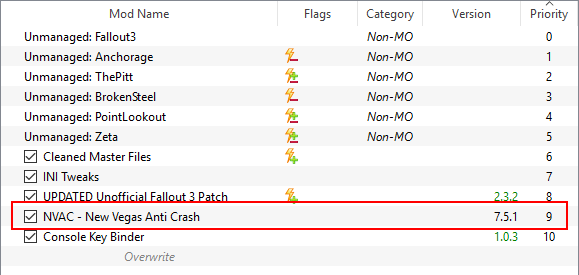 Mod Name Flags Category Version Priority
Unmanaged: Fallout3 Non-MO 0
Unmanaged: Anchorage Non-MO 1
Unmanaged: ThePitt Non-MO 2
Unmanaged: BrokenSteel Non-MO 3
Unmanaged: PointLookout Non-MO 4
Unmanaged: Zeta Non-MO 5
Cleaned Master Files 6
INI Tweaks 7
UPDATED Unofficial Fallout 3 Patch 2.3.2 8
NVAC - New Vegas Anti Crash 7.5.1 9
Console Key Binder 1.0.3 10
Overwrite